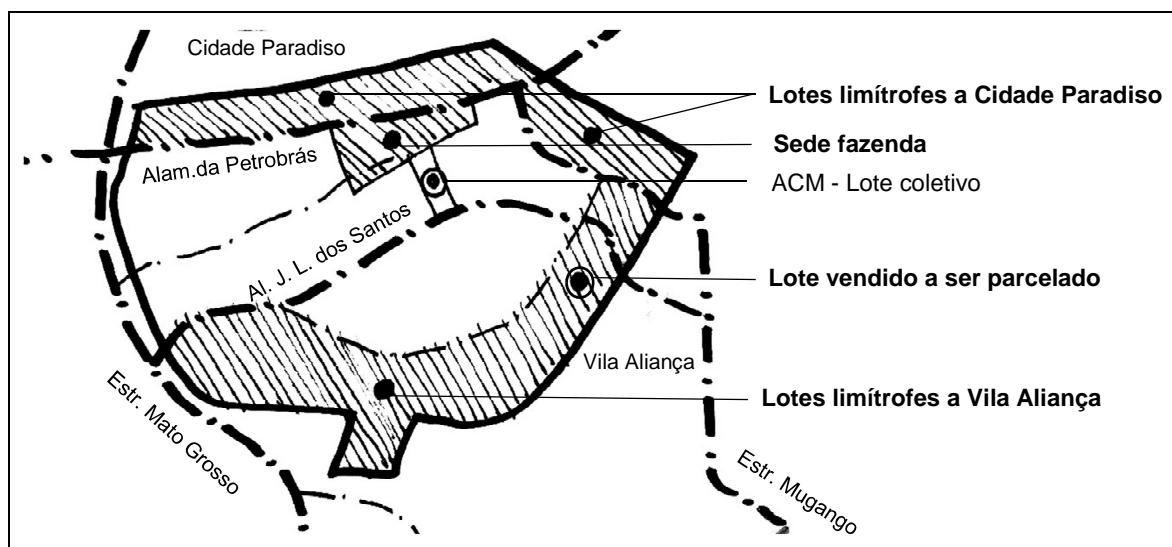 Cidade Paradiso
Lotes limítrofes a Cidade Paradiso
Sede fazenda
Alam.da Petrobrás
ACM - Lote coletivo
Al. J. L. dos Santos
Lote vendido a ser parcelado
Vila Aliança
Lotes limítrofes a Vila Aliança
Estr. Mato Grosso
Estr. Mugango